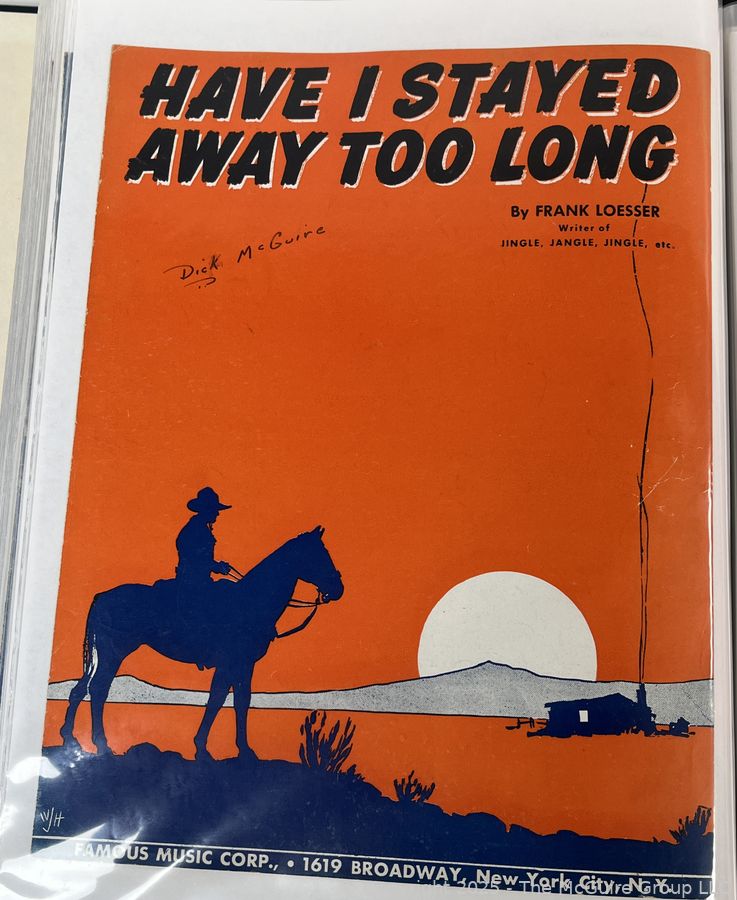 HAVE I STAYED
AWAY TOO LONG
By FRANK LOESSER
Writer of
JINGLE, JANGLE, JINGLE, etc.
Dick McGuire
WJH
FAMOUS MUSIC CORP., • 1619 BROADWAY, New York City, N. Y.
2025 - The McGuire Group LLC